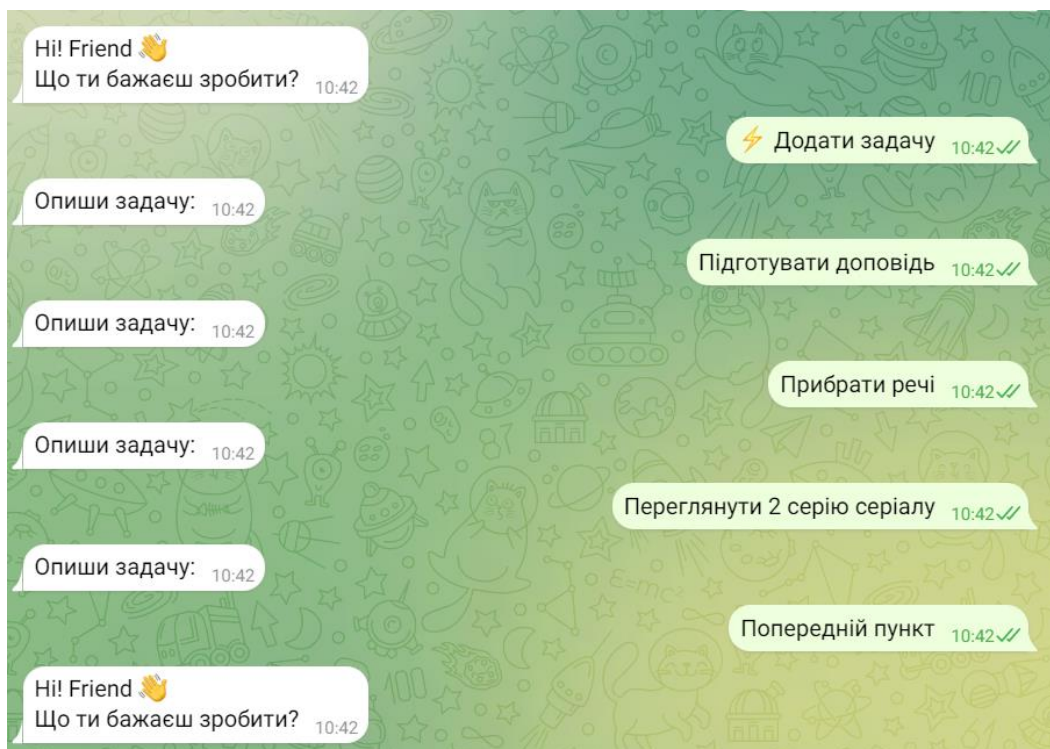 Hi! Friend 👋
Що ти бажаєш зробити? 10:42
⚡ Додати задачу 10:42
Опиши задачу: 10:42
Підготувати доповідь 10:42
Опиши задачу: 10:42
Прибрати речі 10:42
Опиши задачу: 10:42
Переглянути 2 серію серіалу 10:42
Опиши задачу: 10:42
Попередній пункт 10:42
Hi! Friend 👋
Що ти бажаєш зробити? 10:42